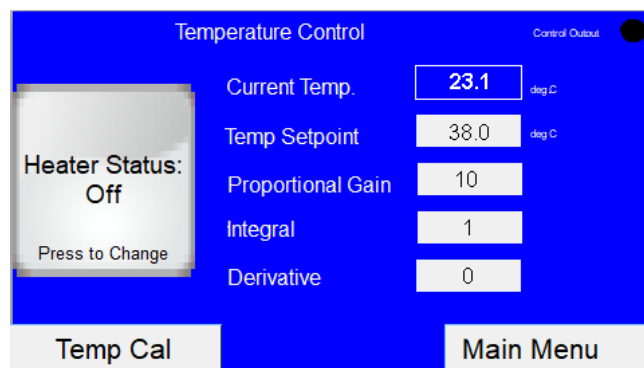 Temperature Control
Control Output
Current Temp. 23.1 deg.C
Temp Setpoint 38.0 deg C
Heater Status:
Off
Proportional Gain 10
Integral 1
Press to Change
Derivative 0
Temp Cal
Main Menu